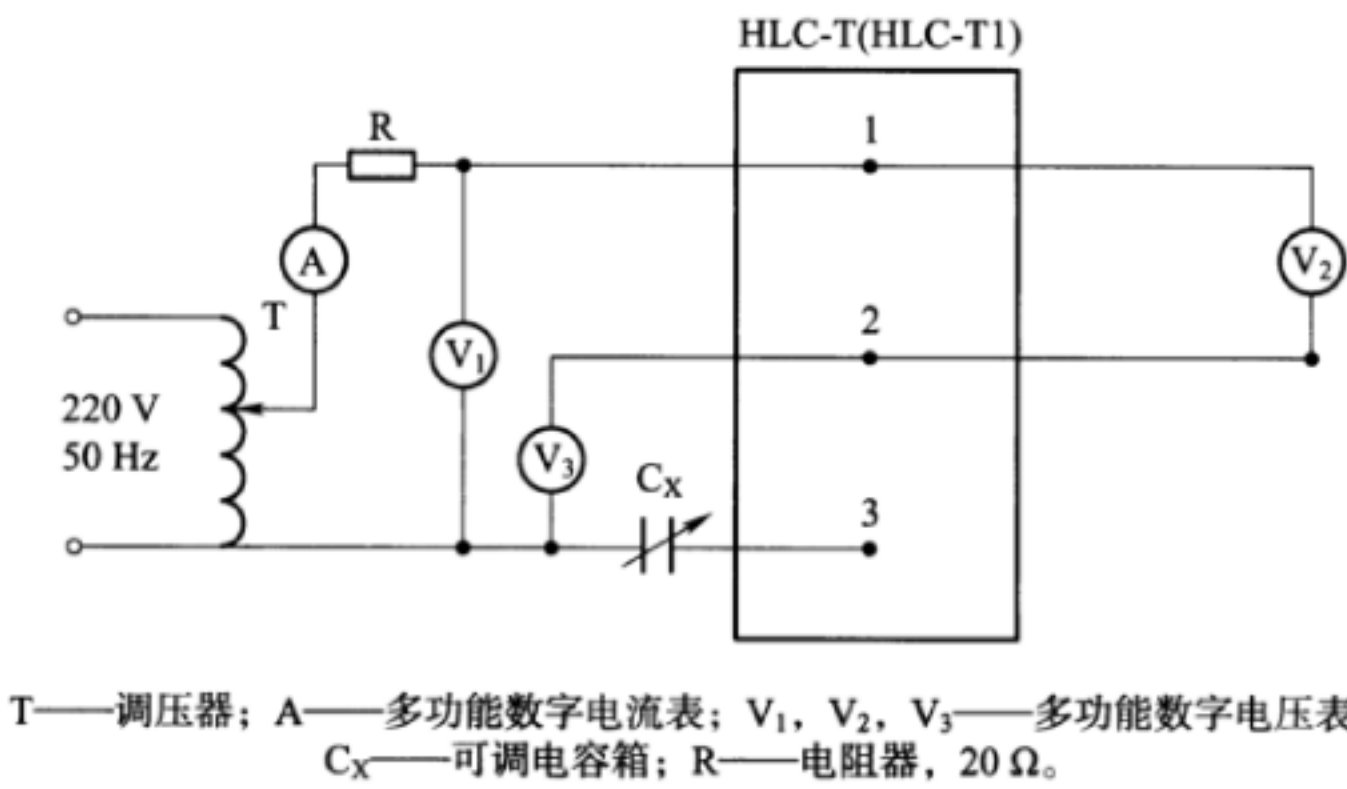 HLC-T(HLC-T1)
R
1
A
V₂
T
2
V₁
220 V
50 Hz
V₃
Cₓ
3
T——调压器；A——多功能数字电流表；V₁，V₂，V₃——多功能数字电压表
Cₓ——可调电容箱；R——电阻器，20 Ω。